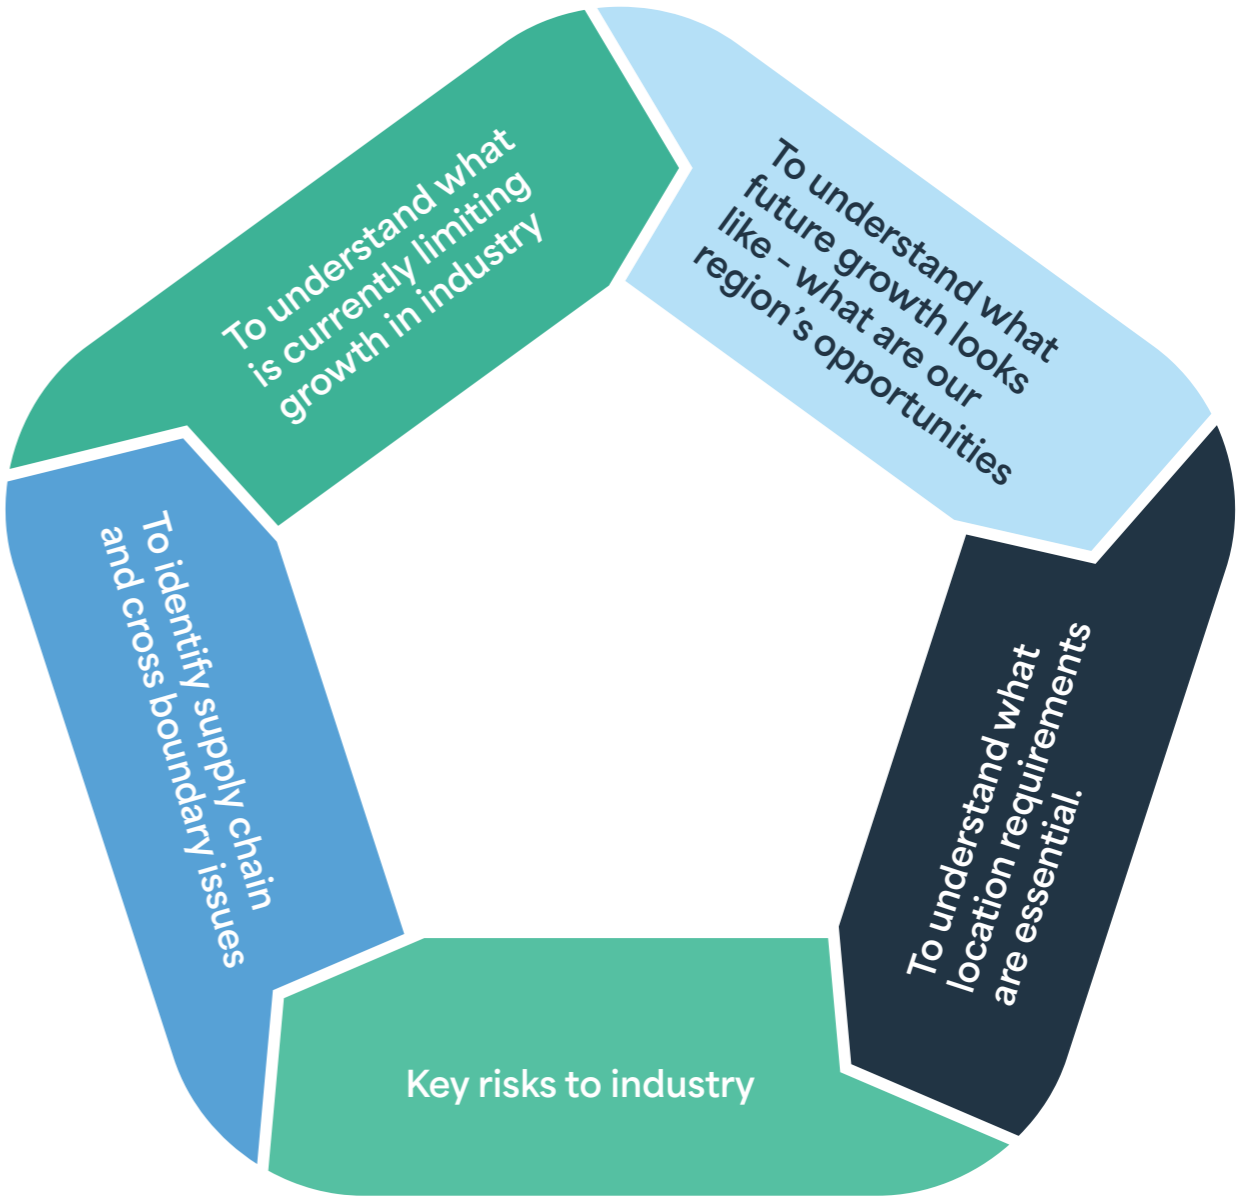 To understand what
is currently limiting
growth in industry
To understand what
future growth looks
like - what are our
region's opportunities
To understand what
location requirements
are essential.
Key risks to industry
To identify supply chain
and cross boundary issues